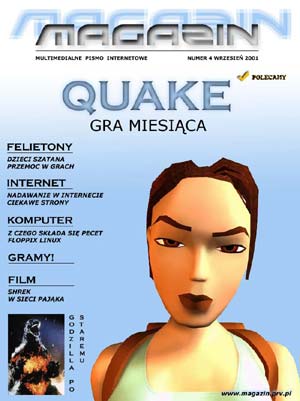 MAGAZIN
MULTIMEDIALNE PISMO INTERNETOWE
NUMER 4 WRZESIEŃ 2001
POLECAMY
QUAKE
GRA MIESIĄCA
FELIETONY
DZIECI SZATANA
PRZEMOC W GRACH
INTERNET
NADAWANIE W INTERNECIE
CIEKAWE STRONY
KOMPUTER
Z CZEGO SKŁADA SIĘ PECET
FLOPPIX LINUX
GRAMY!
FILM
SHREK
W SIECI PAJĄKA
GODZILLA PO
STAREMU
www.magazin.prv.pl